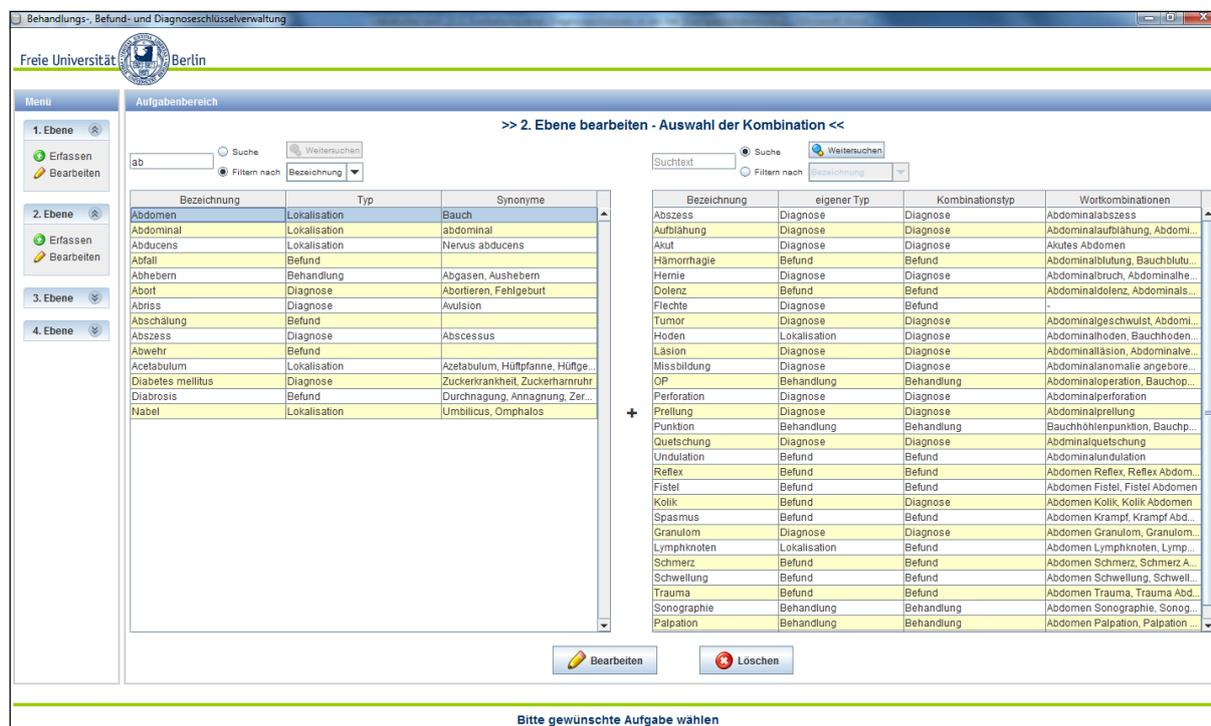 Behandlungs-, Befund- und Diagnoseschlüsselverwaltung
Freie Universität Berlin
Menü
Aufgabenbereich
1. Ebene
Erfassen
Bearbeiten
2. Ebene
Erfassen
Bearbeiten
3. Ebene
4. Ebene
>> 2. Ebene bearbeiten - Auswahl der Kombination <<
ab
Suche
Weitersuchen
Filtern nach
Bezeichnung
Suchtext
Suche
Weitersuchen
Filtern nach
Bezeichnung
Bezeichnung Typ Synonyme
Abdomen Lokalisation Bauch
Abdominal Lokalisation abdominal
Abducens Lokalisation Nervus abducens
Abfall Befund
Abhebern Behandlung Abgasen, Aushebern
Abort Diagnose Abortieren, Fehlgeburt
Abriss Diagnose Avulsion
Abschälung Befund
Abszess Diagnose Abscessus
Abwehr Befund
Acetabulum Lokalisation Azetabulum, Hüftpfanne, Hüftge...
Diabetes mellitus Diagnose Zuckerkrankheit, Zuckerharnruhr
Diabrosis Befund Durchnagung, Annagnung, Zer...
Nabel Lokalisation Umbilicus, Omphalos
+
Bezeichnung eigener Typ Kombinationstyp Wortkombinationen
Abszess Diagnose Diagnose Abdominalabszess
Aufblähung Diagnose Diagnose Abdominalaufblähung, Abdomi...
Akut Diagnose Diagnose Akutes Abdomen
Hämorrhagie Befund Befund Abdominalblutung, Bauchblutu...
Hernie Diagnose Diagnose Abdominalbruch, Abdominalhe...
Dolenz Befund Befund Abdominaldolenz, Abdominals...
Flechte Diagnose Befund -
Tumor Diagnose Diagnose Abdominalgeschwulst, Abdomi...
Hoden Lokalisation Diagnose Abdominalhoden, Bauchhoden...
Läsion Diagnose Diagnose Abdominalläsion, Abdominalve...
Missbildung Diagnose Diagnose Abdominalanomalie angebore...
OP Behandlung Behandlung Abdominaloperation, Bauchop...
Perforation Diagnose Diagnose Abdominalperforation
Prellung Diagnose Diagnose Abdominalprellung
Punktion Behandlung Behandlung Bauchhöhlenpunktion, Bauchp...
Quetschung Diagnose Diagnose Abdminalquetschung
Undulation Befund Befund Abdominalundulation
Reflex Befund Befund Abdomen Reflex, Reflex Abdom...
Fistel Befund Befund Abdomen Fistel, Fistel Abdomen
Kolik Befund Diagnose Abdomen Kolik, Kolik Abdomen
Spasmus Befund Befund Abdomen Krampf, Krampf Abd...
Granulom Diagnose Diagnose Abdomen Granulom, Granulom...
Lymphknoten Lokalisation Befund Abdomen Lymphknoten, Lymp...
Schmerz Befund Befund Abdomen Schmerz, Schmerz A...
Schwellung Befund Befund Abdomen Schwellung, Schwell...
Trauma Befund Befund Abdomen Trauma, Trauma Abd...
Sonographie Behandlung Behandlung Abdomen Sonographie, Sonog...
Palpation Behandlung Behandlung Abdomen Palpation, Palpation ...
Bearbeiten
Löschen
Bitte gewünschte Aufgabe wählen